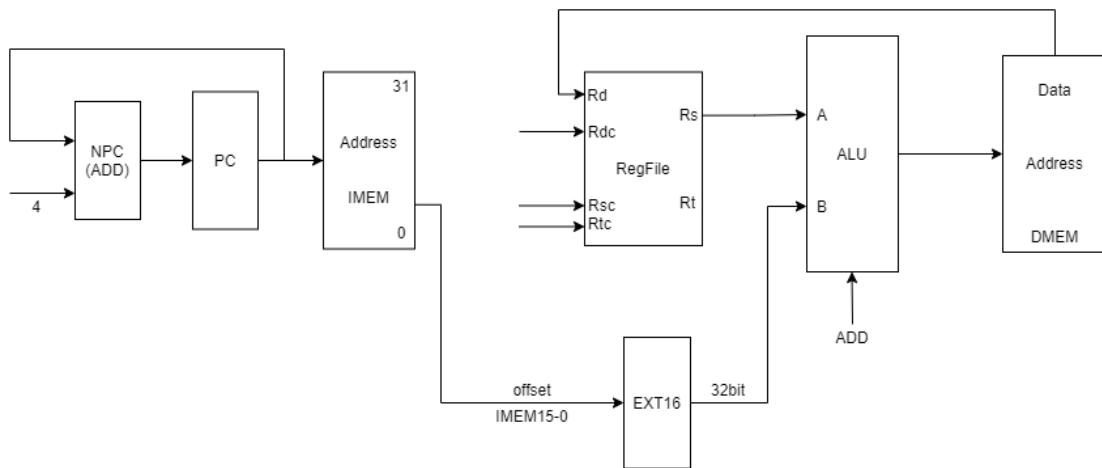 NPC
(ADD)
4
PC
31
Address
IMEM
0
Rd
Rdc
Rsc
Rtc
Rs
RegFile
Rt
A
ALU
B
ADD
Data
Address
DMEM
offset
IMEM15-0
EXT16
32bit